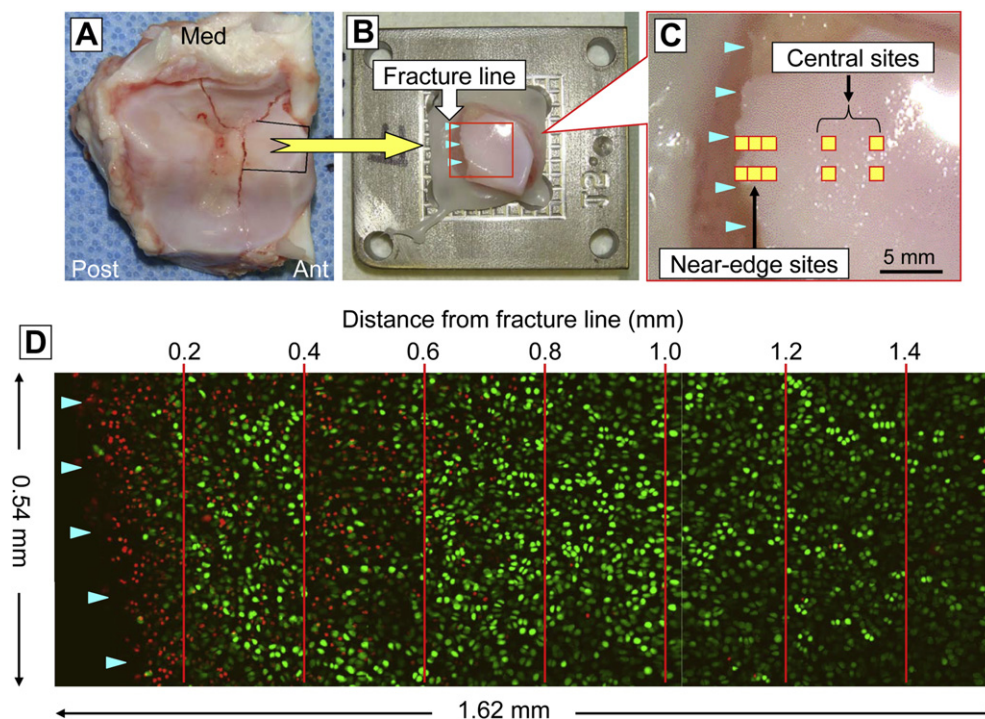 A
Med
Post
Ant
B
Fracture line
C
Central sites
Near-edge sites
5 mm
D
Distance from fracture line (mm)
0.2 0.4 0.6 0.8 1.0 1.2 1.4
0.54 mm
1.62 mm